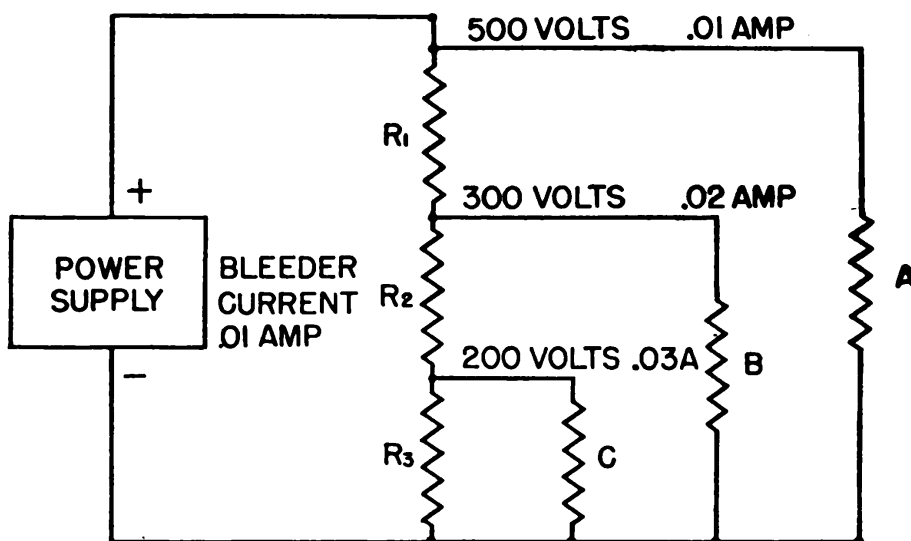 500 VOLTS .01 AMP
R1
+
300 VOLTS .02 AMP
POWER
SUPPLY
BLEEDER
CURRENT
.01 AMP
R2
A
−
200 VOLTS .03A
B
R3
C